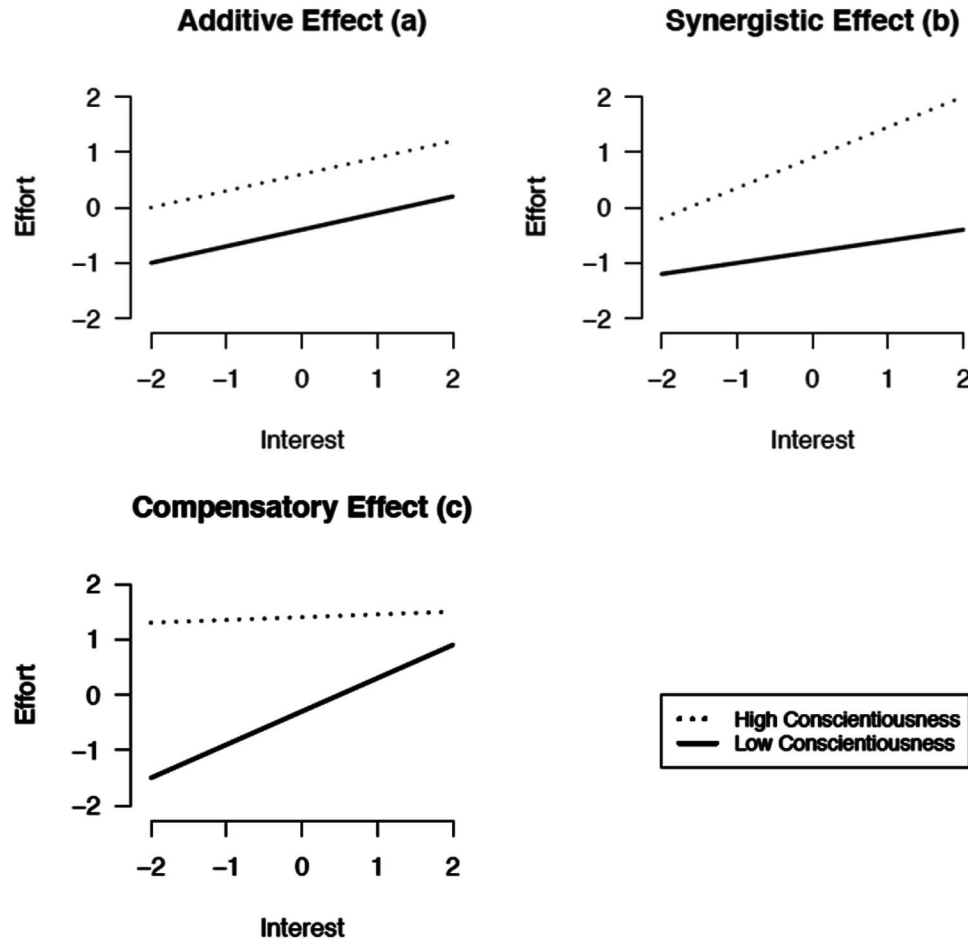 Additive Effect (a)
2
1
0
−1
−2
Effort
−2 −1 0 1 2
Interest
Synergistic Effect (b)
2
1
0
−1
−2
Effort
−2 −1 0 1 2
Interest
Compensatory Effect (c)
2
1
0
−1
−2
Effort
−2 −1 0 1 2
Interest
High Conscientiousness
Low Conscientiousness